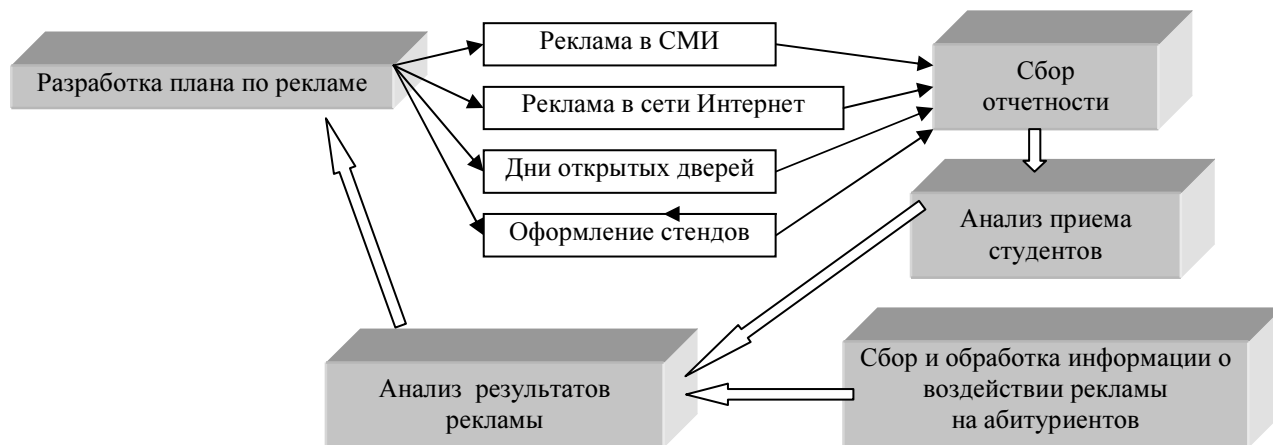 Разработка плана по рекламе
Реклама в СМИ
Реклама в сети Интернет
Дни открытых дверей
Оформление стендов
Сбор
отчетности
Анализ приема
студентов
Анализ результатов
рекламы
Сбор и обработка информации о
воздействии рекламы
на абитуриентов